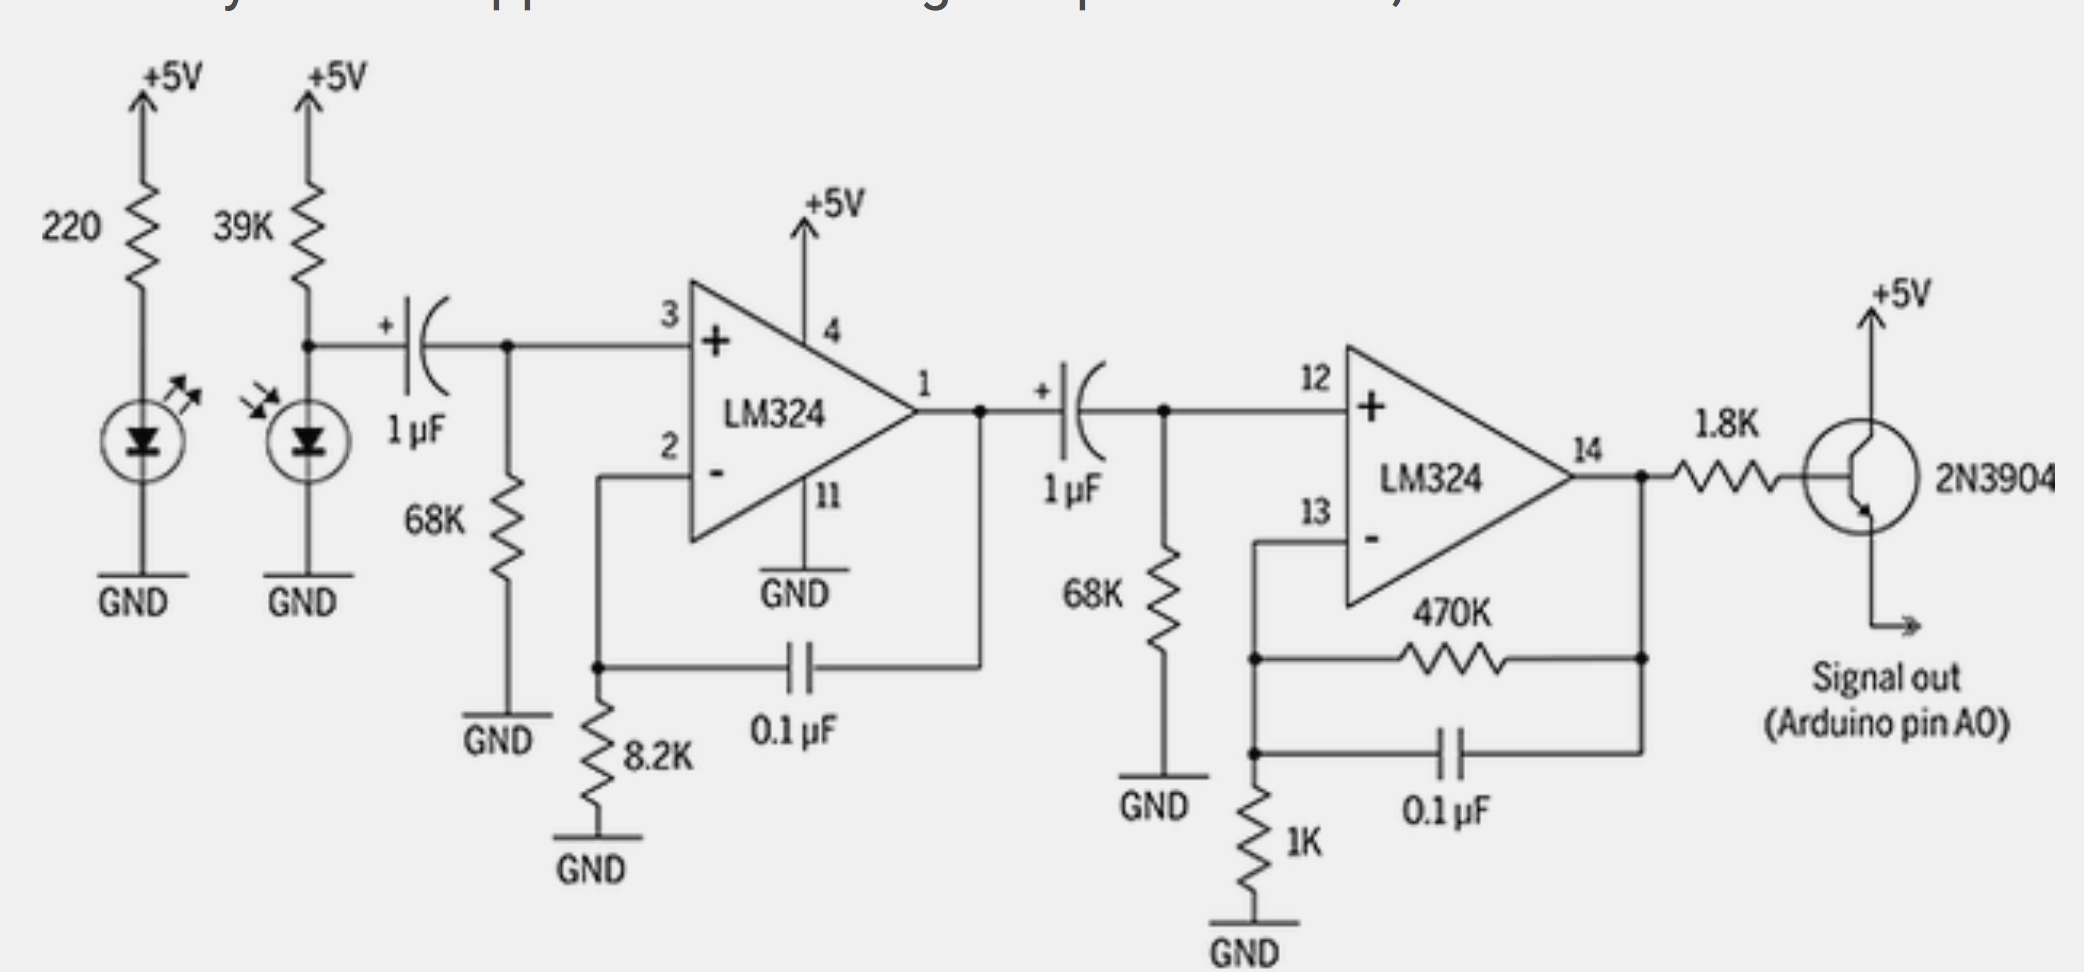 +5V
+5V
220
39K
+
1 µF
GND
GND
68K
GND
3
+
2
-
LM324
+5V
4
11
GND
1
0.1 µF
8.2K
GND
+
1 µF
68K
GND
12
+
13
-
LM324
14
470K
0.1 µF
1K
GND
1.8K
+5V
2N3904
Signal out
(Arduino pin A0)